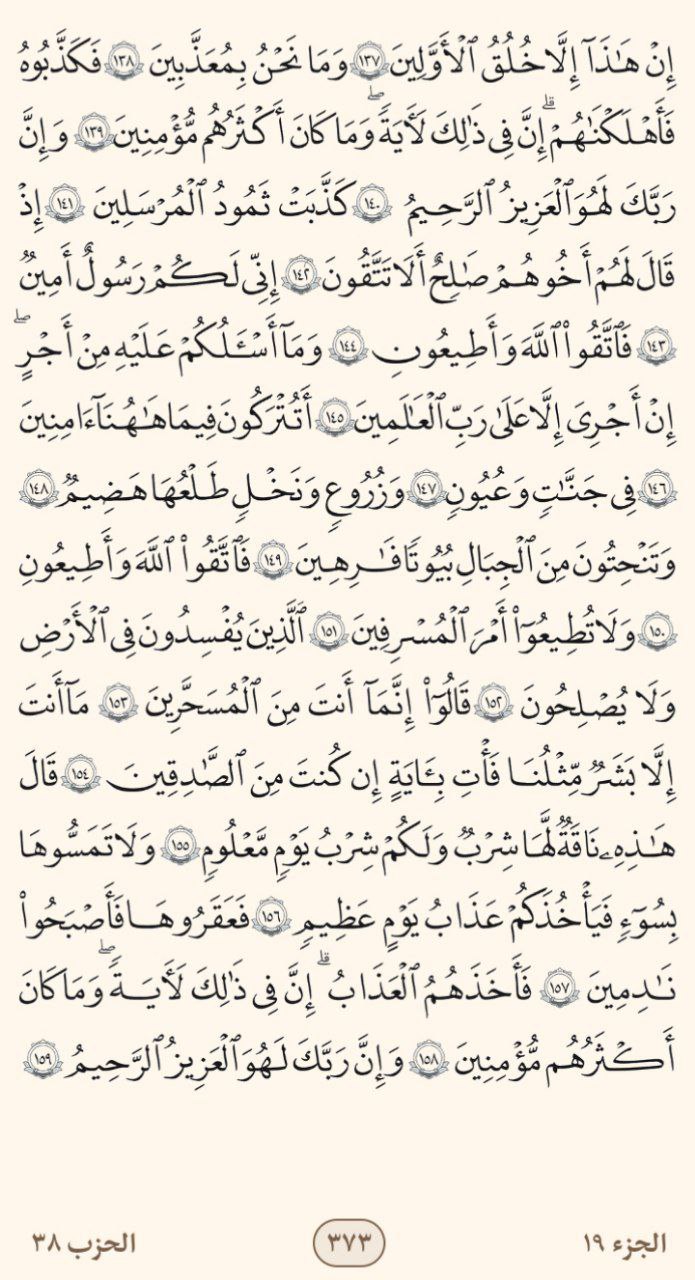 إِنْ هَـٰذَآ إِلَّا خُلُقُ ٱلْأَوَّلِينَ ١٣٧ وَمَا نَحْنُ بِمُعَذَّبِينَ ١٣٨ فَكَذَّبُوهُ
فَأَهْلَكْنَـٰهُمْ ۗ إِنَّ فِى ذَٰلِكَ لَـَٔايَةً ۖ وَمَا كَانَ أَكْثَرُهُم مُّؤْمِنِينَ ١٣٩ وَإِنَّ
رَبَّكَ لَهُوَ ٱلْعَزِيزُ ٱلرَّحِيمُ ١٤٠ كَذَّبَتْ ثَمُودُ ٱلْمُرْسَلِينَ ١٤١ إِذْ
قَالَ لَهُمْ أَخُوهُمْ صَـٰلِحٌ أَلَا تَتَّقُونَ ١٤٢ إِنِّى لَكُمْ رَسُولٌ أَمِينٌ
١٤٣ فَٱتَّقُوا۟ ٱللَّهَ وَأَطِيعُونِ ١٤٤ وَمَآ أَسْـَٔلُكُمْ عَلَيْهِ مِنْ أَجْرٍ ۖ
إِنْ أَجْرِىَ إِلَّا عَلَىٰ رَبِّ ٱلْعَـٰلَمِينَ ١٤٥ أَتُتْرَكُونَ فِى مَا هَـٰهُنَآ ءَامِنِينَ
١٤٦ فِى جَنَّـٰتٍ وَعُيُونٍ ١٤٧ وَزُرُوعٍ وَنَخْلٍ طَلْعُهَا هَضِيمٌ ١٤٨
وَتَنْحِتُونَ مِنَ ٱلْجِبَالِ بُيُوتًا فَـٰرِهِينَ ١٤٩ فَٱتَّقُوا۟ ٱللَّهَ وَأَطِيعُونِ
١٥٠ وَلَا تُطِيعُوٓا۟ أَمْرَ ٱلْمُسْرِفِينَ ١٥١ ٱلَّذِينَ يُفْسِدُونَ فِى ٱلْأَرْضِ
وَلَا يُصْلِحُونَ ١٥٢ قَالُوٓا۟ إِنَّمَآ أَنتَ مِنَ ٱلْمُسَحَّرِينَ ١٥٣ مَآ أَنتَ
إِلَّا بَشَرٌ مِّثْلُنَا فَأْتِ بِـَٔايَةٍ إِن كُنتَ مِنَ ٱلصَّـٰدِقِينَ ١٥٤ قَالَ
هَـٰذِهِۦ نَاقَةٌ لَّهَا شِرْبٌ وَلَكُمْ شِرْبُ يَوْمٍ مَّعْلُومٍ ١٥٥ وَلَا تَمَسُّوهَا
بِسُوٓءٍ فَيَأْخُذَكُمْ عَذَابُ يَوْمٍ عَظِيمٍ ١٥٦ فَعَقَرُوهَا فَأَصْبَحُوا۟
نَـٰدِمِينَ ١٥٧ فَأَخَذَهُمُ ٱلْعَذَابُ ۗ إِنَّ فِى ذَٰلِكَ لَـَٔايَةً ۖ وَمَا كَانَ
أَكْثَرُهُم مُّؤْمِنِينَ ١٥٨ وَإِنَّ رَبَّكَ لَهُوَ ٱلْعَزِيزُ ٱلرَّحِيمُ ١٥٩
الجزء ١٩ ٣٧٣ الحزب ٣٨